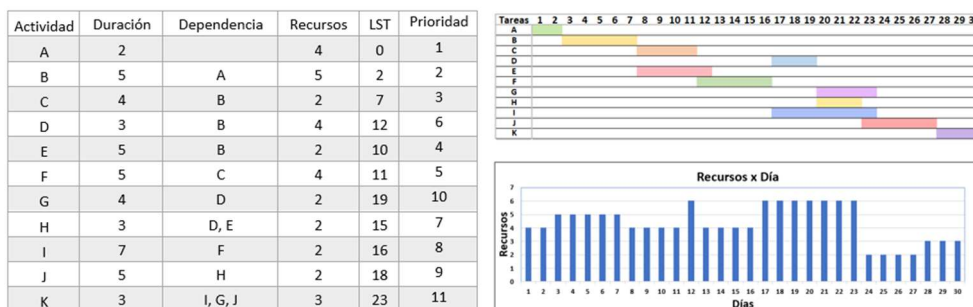 Actividad Duración Dependencia Recursos LST Prioridad
A 2 4 0 1
B 5 A 5 2 2
C 4 B 2 7 3
D 3 B 4 12 6
E 5 B 2 10 4
F 5 C 4 11 5
G 4 D 2 19 10
H 3 D, E 2 15 7
I 7 F 2 16 8
J 5 H 2 18 9
K 3 I, G, J 3 23 11
Tareas 1 2 3 4 5 6 7 8 9 10 11 12 13 14 15 16 17 18 19 20 21 22 23 24 25 26 27 28 29 3
A
B
C
D
E
F
G
H
I
J
K
Recursos x Día
Recursos
7
6
5
4
3
2
1
0
1 2 3 4 5 6 7 8 9 10 11 12 13 14 15 16 17 18 19 20 21 22 23 24 25 26 27 28 29 30
Días